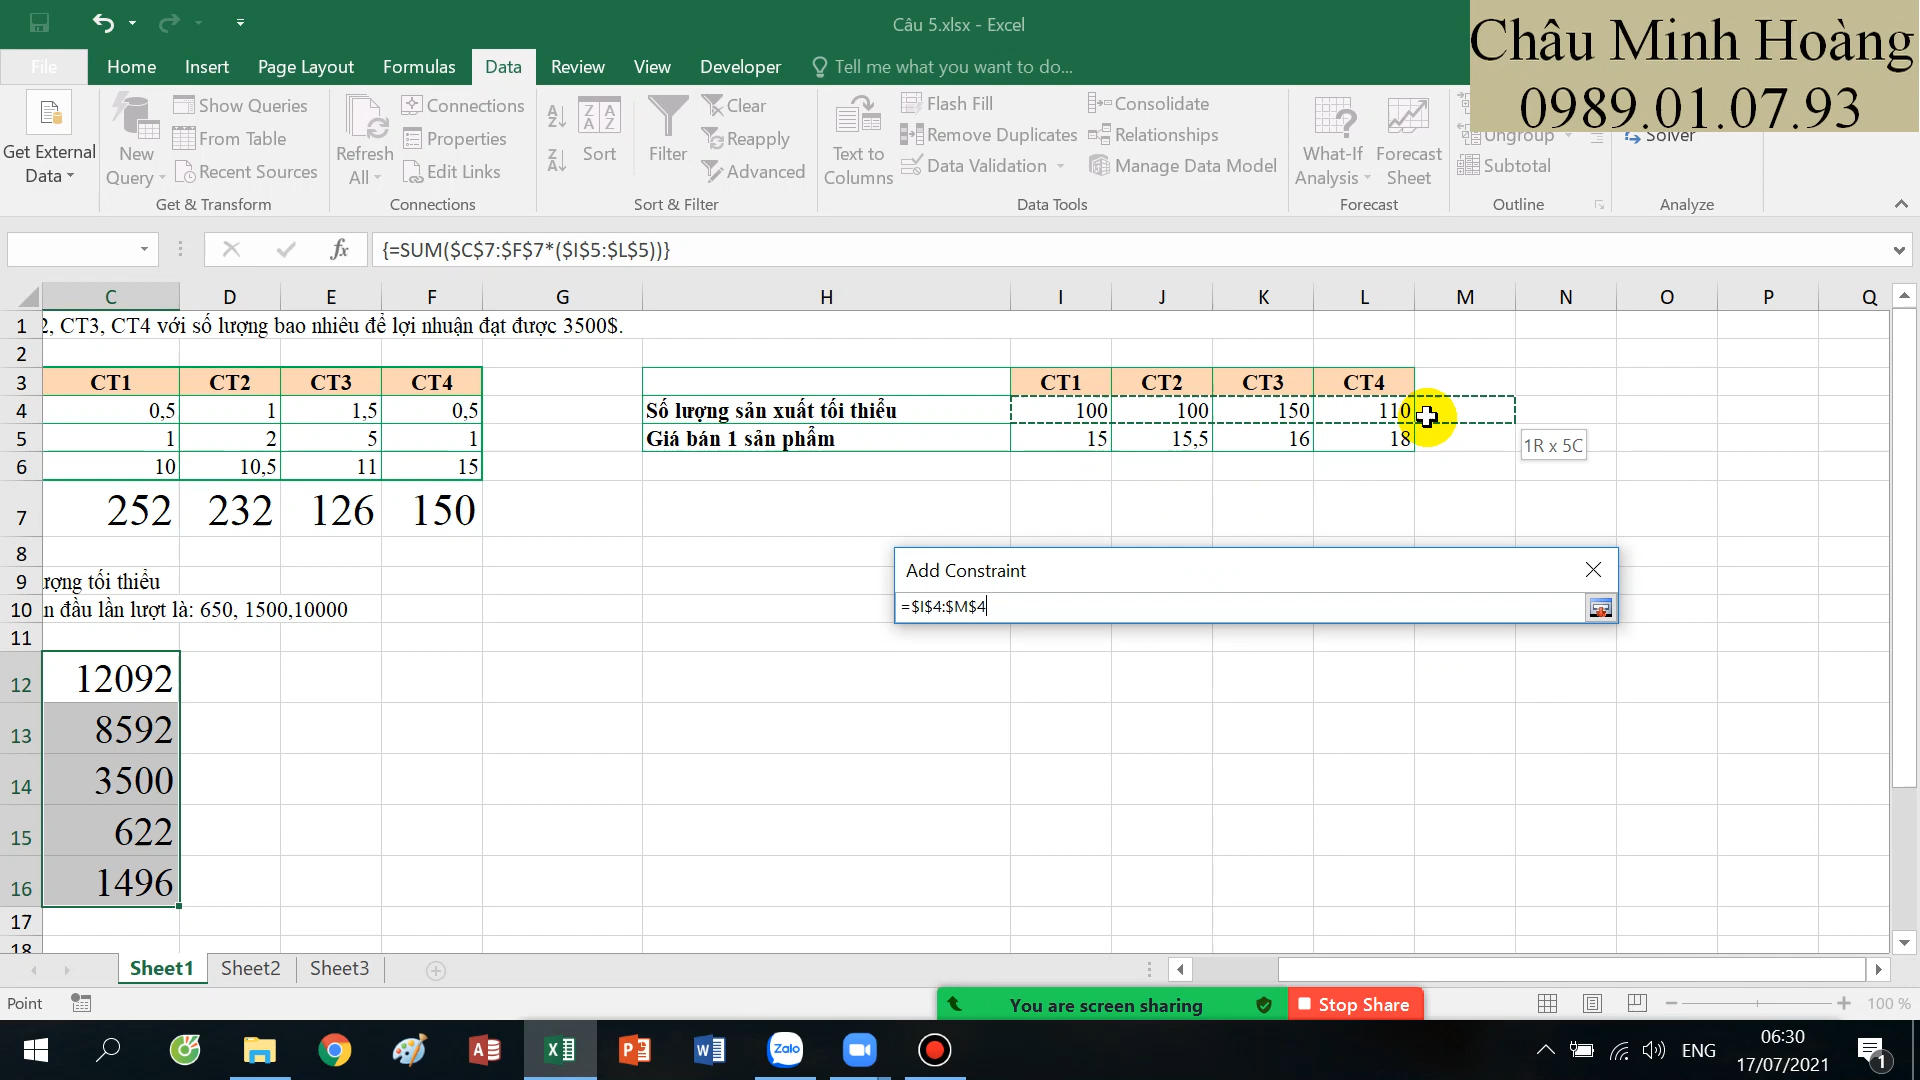 Câu 5.xlsx - Excel
Châu Minh Hoàng
0989.01.07.93
File Home Insert Page Layout Formulas Data Review View Developer Tell me what you want to do...
Get External Data
New Query
Show Queries
From Table
Recent Sources
Get & Transform
Refresh All
Connections
Properties
Edit Links
Connections
Sort
Filter
Clear
Reapply
Advanced
Sort & Filter
Text to Columns
Flash Fill
Remove Duplicates
Data Validation
Consolidate
Relationships
Manage Data Model
Data Tools
What-If Analysis
Forecast Sheet
Forecast
Ungroup
Subtotal
Outline
Solver
Analyze
fx {=SUM($C$7:$F$7*($I$5:$L$5))}
C D E F G H I J K L M N O P Q
1 2, CT3, CT4 với số lượng bao nhiêu để lợi nhuận đạt được 3500$.
2
3 CT1 CT2 CT3 CT4 CT1 CT2 CT3 CT4
4 0,5 1 1,5 0,5 Số lượng sản xuất tối thiểu 100 100 150 110
5 1 2 5 1 Giá bán 1 sản phẩm 15 15,5 16 18
1R x 5C
6 10 10,5 11 15
7 252 232 126 150
8
Add Constraint
=$I$4:$M$4
9 rợng tối thiểu
10 n đầu lần lượt là: 650, 1500,10000
11
12 12092
13 8592
14 3500
15 622
16 1496
17
18
Sheet1 Sheet2 Sheet3
Point
You are screen sharing
Stop Share
100 %
Zalo
ENG
06:30
17/07/2021
1